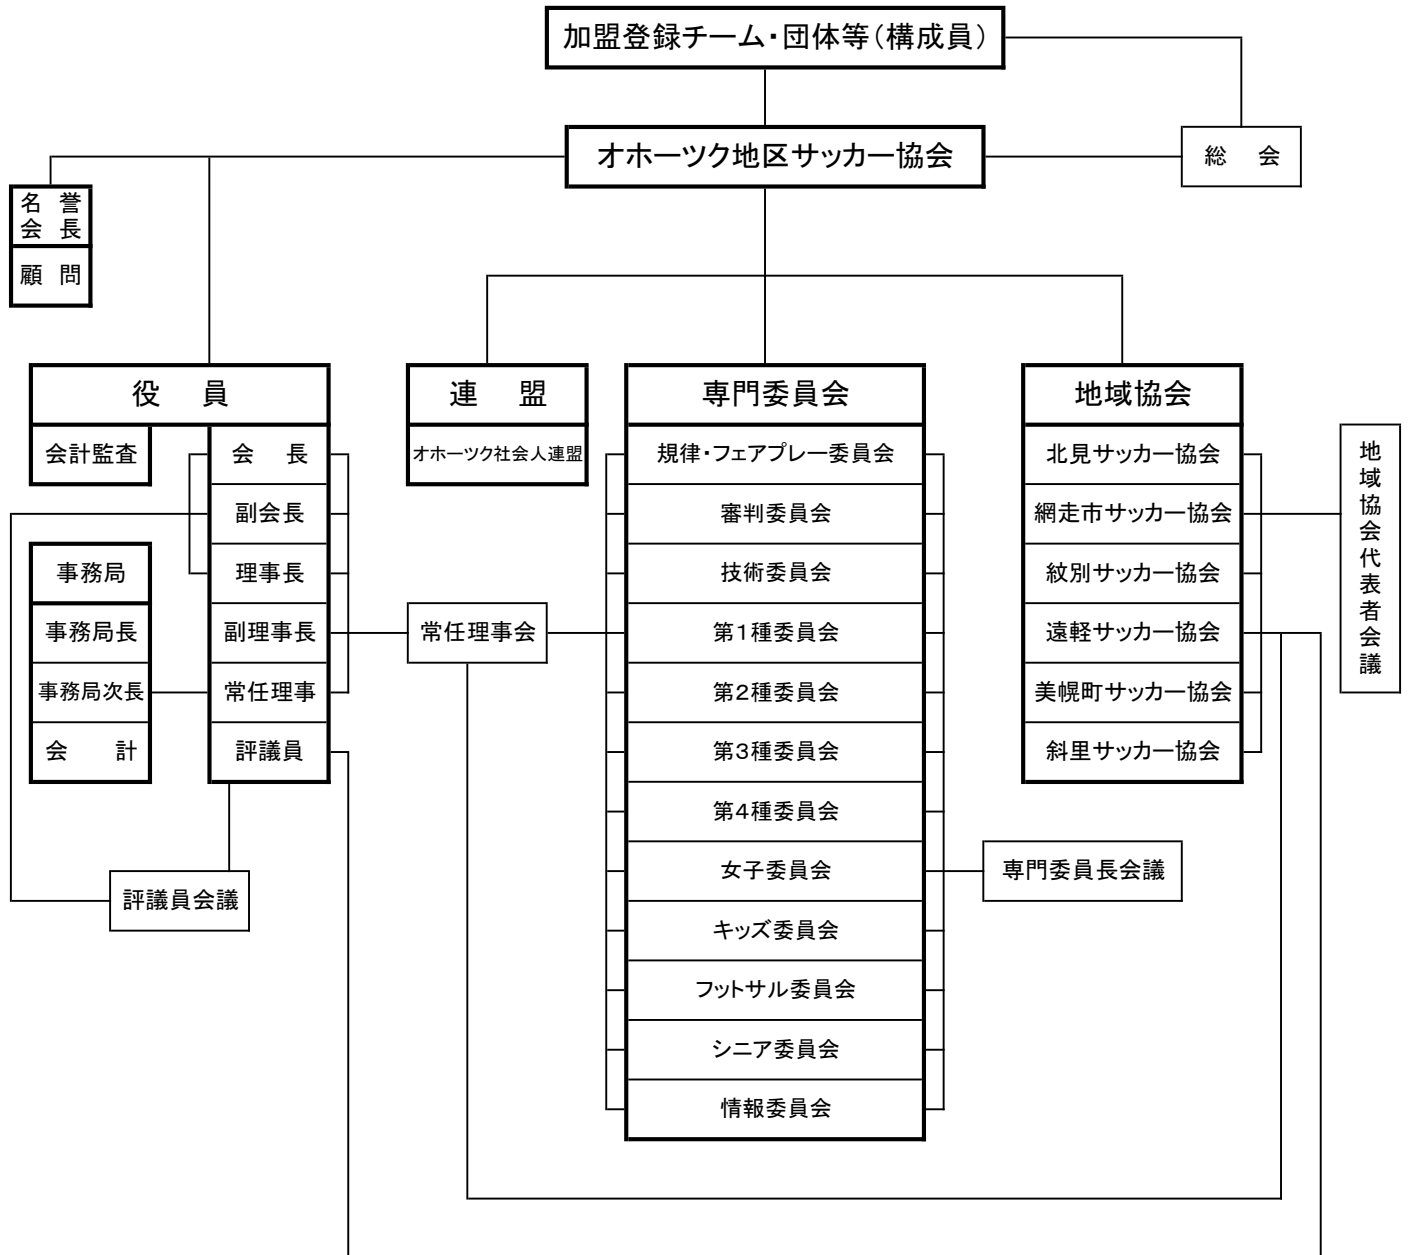 加盟登録チーム・団体等(構成員)
オホーツク地区サッカー協会
総　会
名　誉
会　長
顧　問
役　員
会計監査
会　長
副会長
理事長
副理事長
常任理事
評議員
事務局
事務局長
事務局次長
会　計
評議員会議
常任理事会
連　盟
オホーツク社会人連盟
専門委員会
規律・フェアプレー委員会
審判委員会
技術委員会
第1種委員会
第2種委員会
第3種委員会
第4種委員会
女子委員会
キッズ委員会
フットサル委員会
シニア委員会
情報委員会
専門委員長会議
地域協会
北見サッカー協会
網走市サッカー協会
紋別サッカー協会
遠軽サッカー協会
美幌町サッカー協会
斜里サッカー協会
地域協会代表者会議